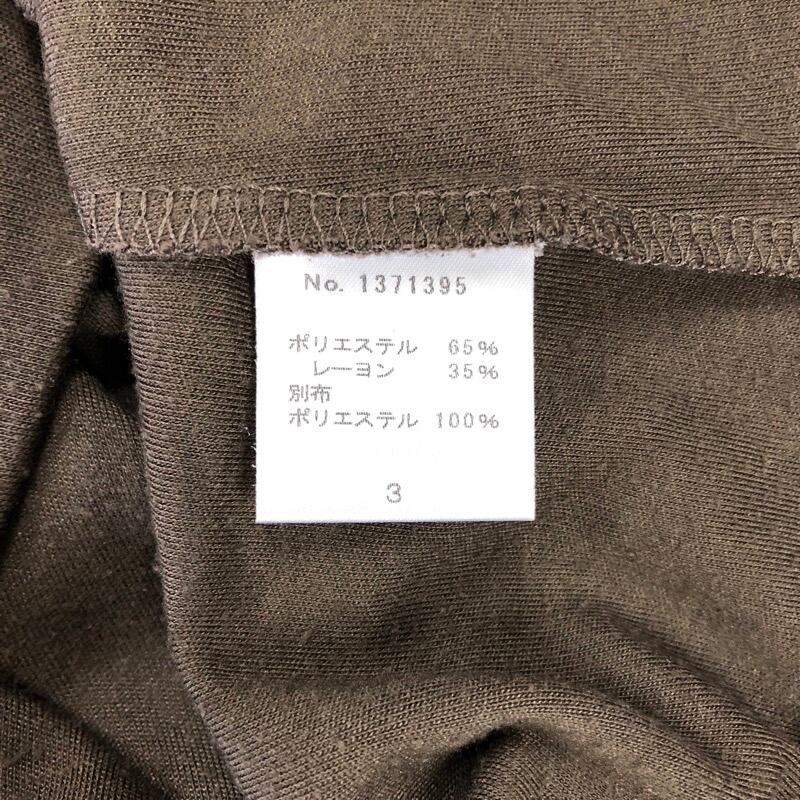 No. 1371395
ポリエステル 65%
レーヨン 35%
別布
ポリエステル 100%
3